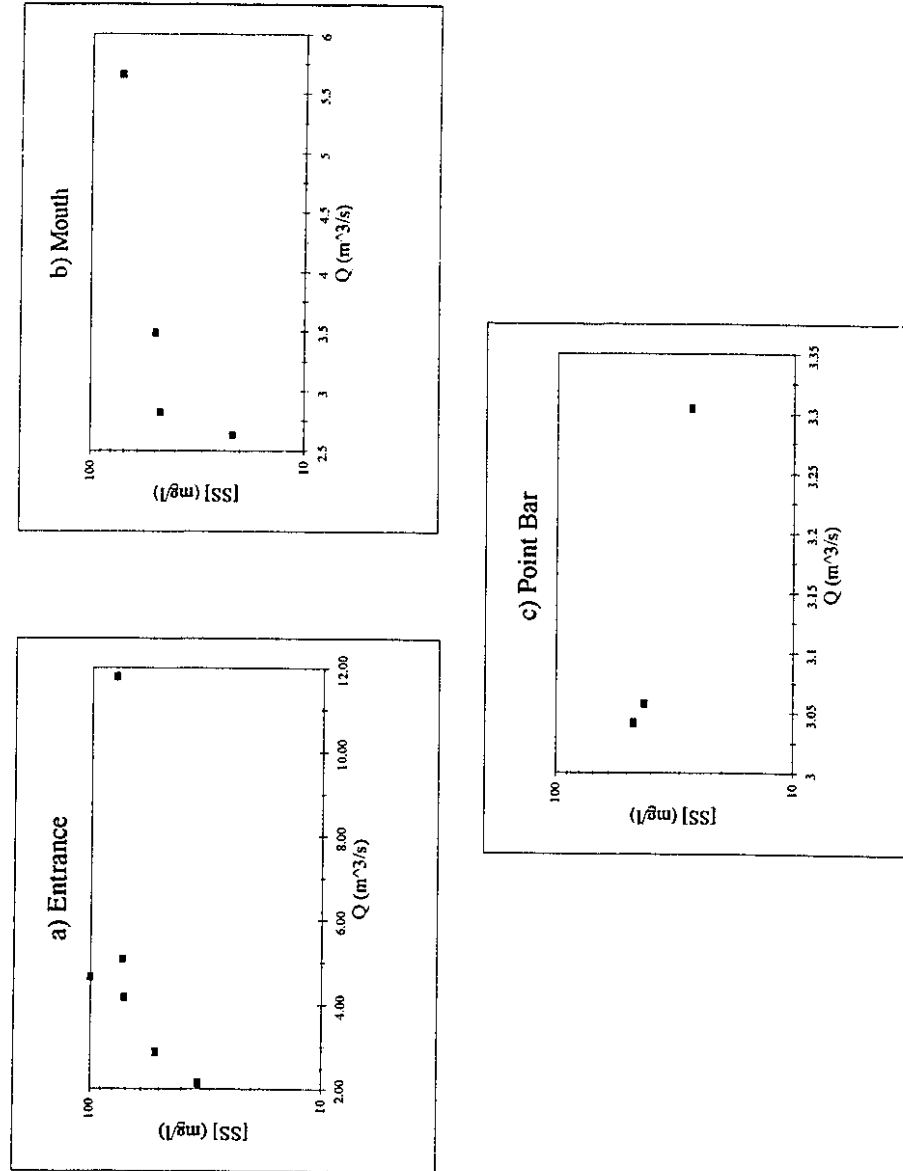 a) Entrance
100
[SS] (mg/l)
10
2.00 4.00 6.00 8.00 10.00 12.00
Q (m^3/s)
b) Mouth
100
[SS] (mg/l)
10
2.5 3 3.5 4 4.5 5 5.5 6
Q (m^3/s)
c) Point Bar
100
[SS] (mg/l)
10
3 3.05 3.1 3.15 3.2 3.25 3.3 3.35
Q (m^3/s)